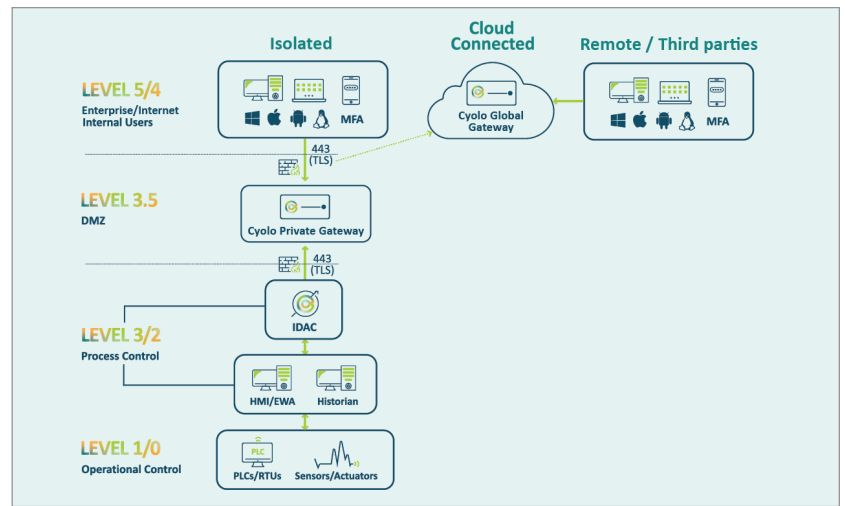 Isolated
Cloud
Connected
Remote / Third parties
LEVEL 5/4
Enterprise/Internet
Internal Users
MFA
Cyolo Global
Gateway
MFA
443
(TLS)
LEVEL 3.5
DMZ
Cyolo Private Gateway
443
(TLS)
IDAC
LEVEL 3/2
Process Control
HMI/EWA
Historian
LEVEL 1/0
Operational Control
PLC
PLCs/RTUs
Sensors/Actuators